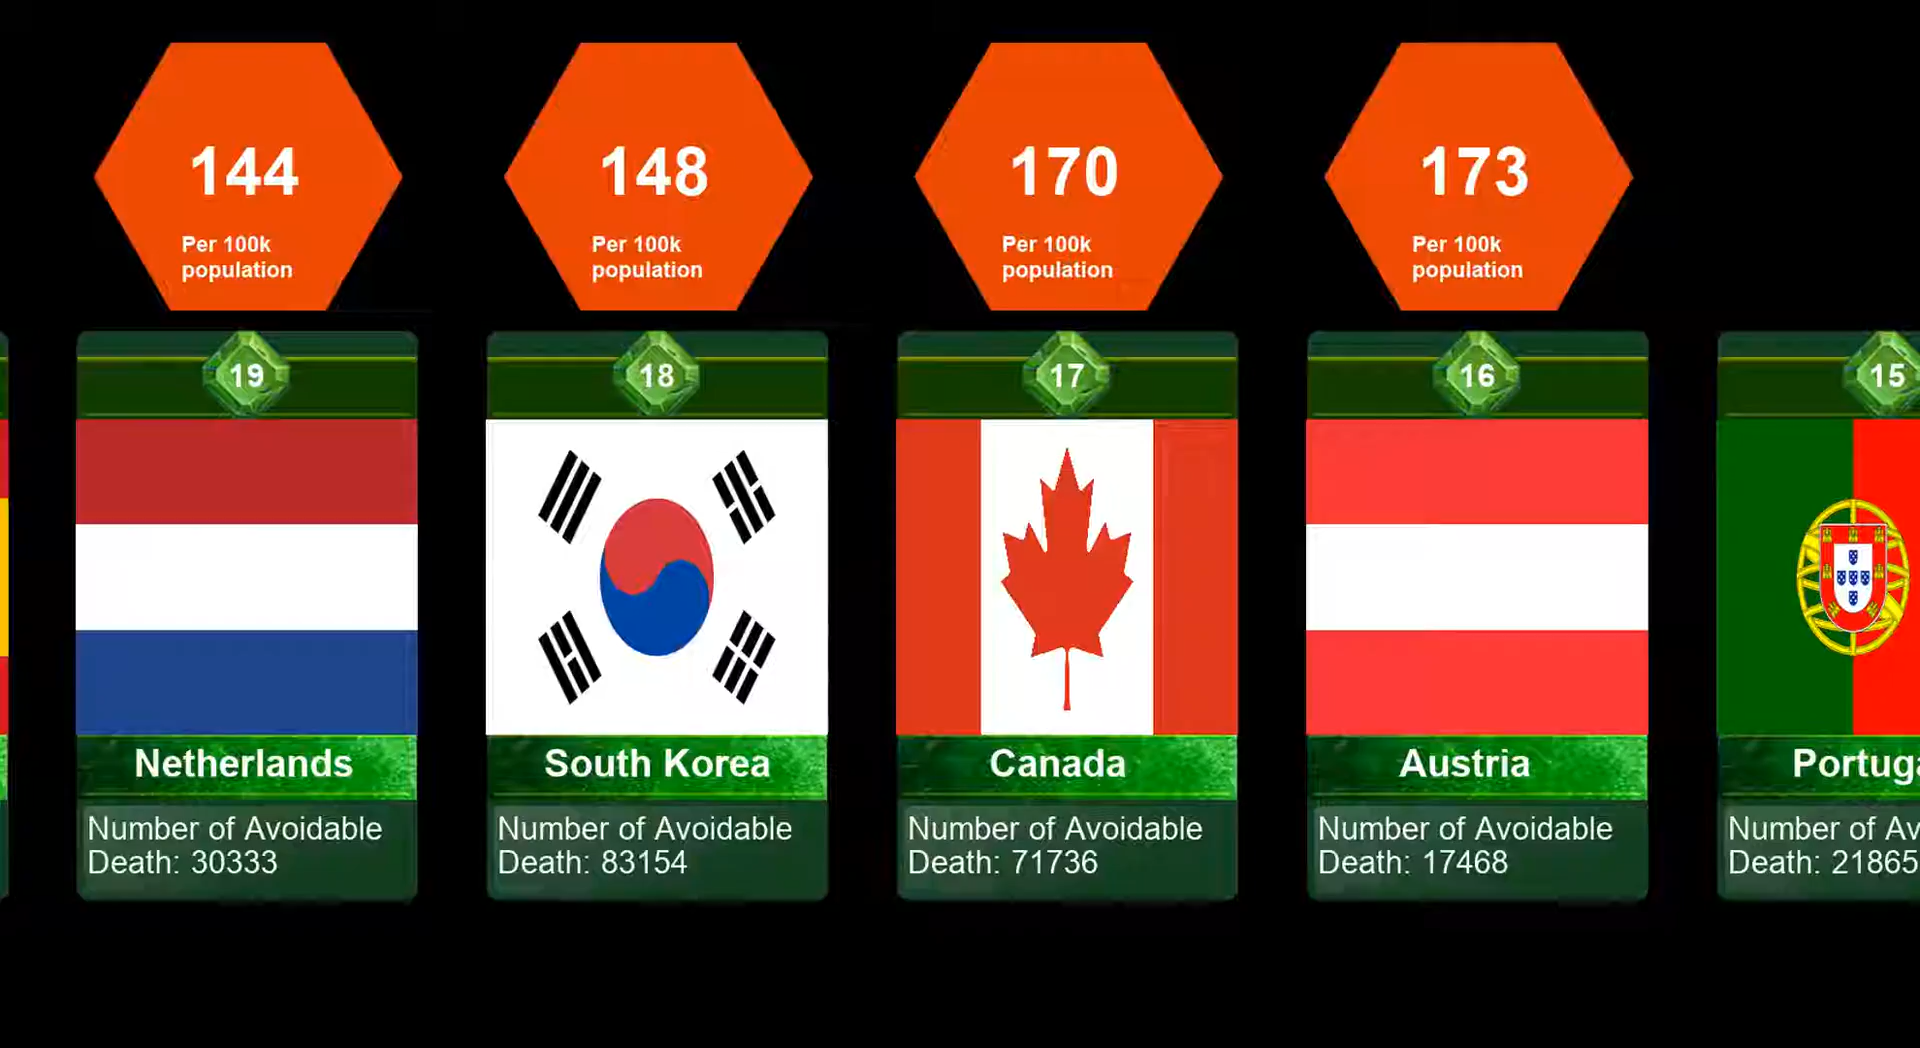 144
Per 100k
population
148
Per 100k
population
170
Per 100k
population
173
Per 100k
population
19
Netherlands
Number of Avoidable
Death: 30333
18
South Korea
Number of Avoidable
Death: 83154
17
Canada
Number of Avoidable
Death: 71736
16
Austria
Number of Avoidable
Death: 17468
15
Portuga
Number of Av
Death: 21865